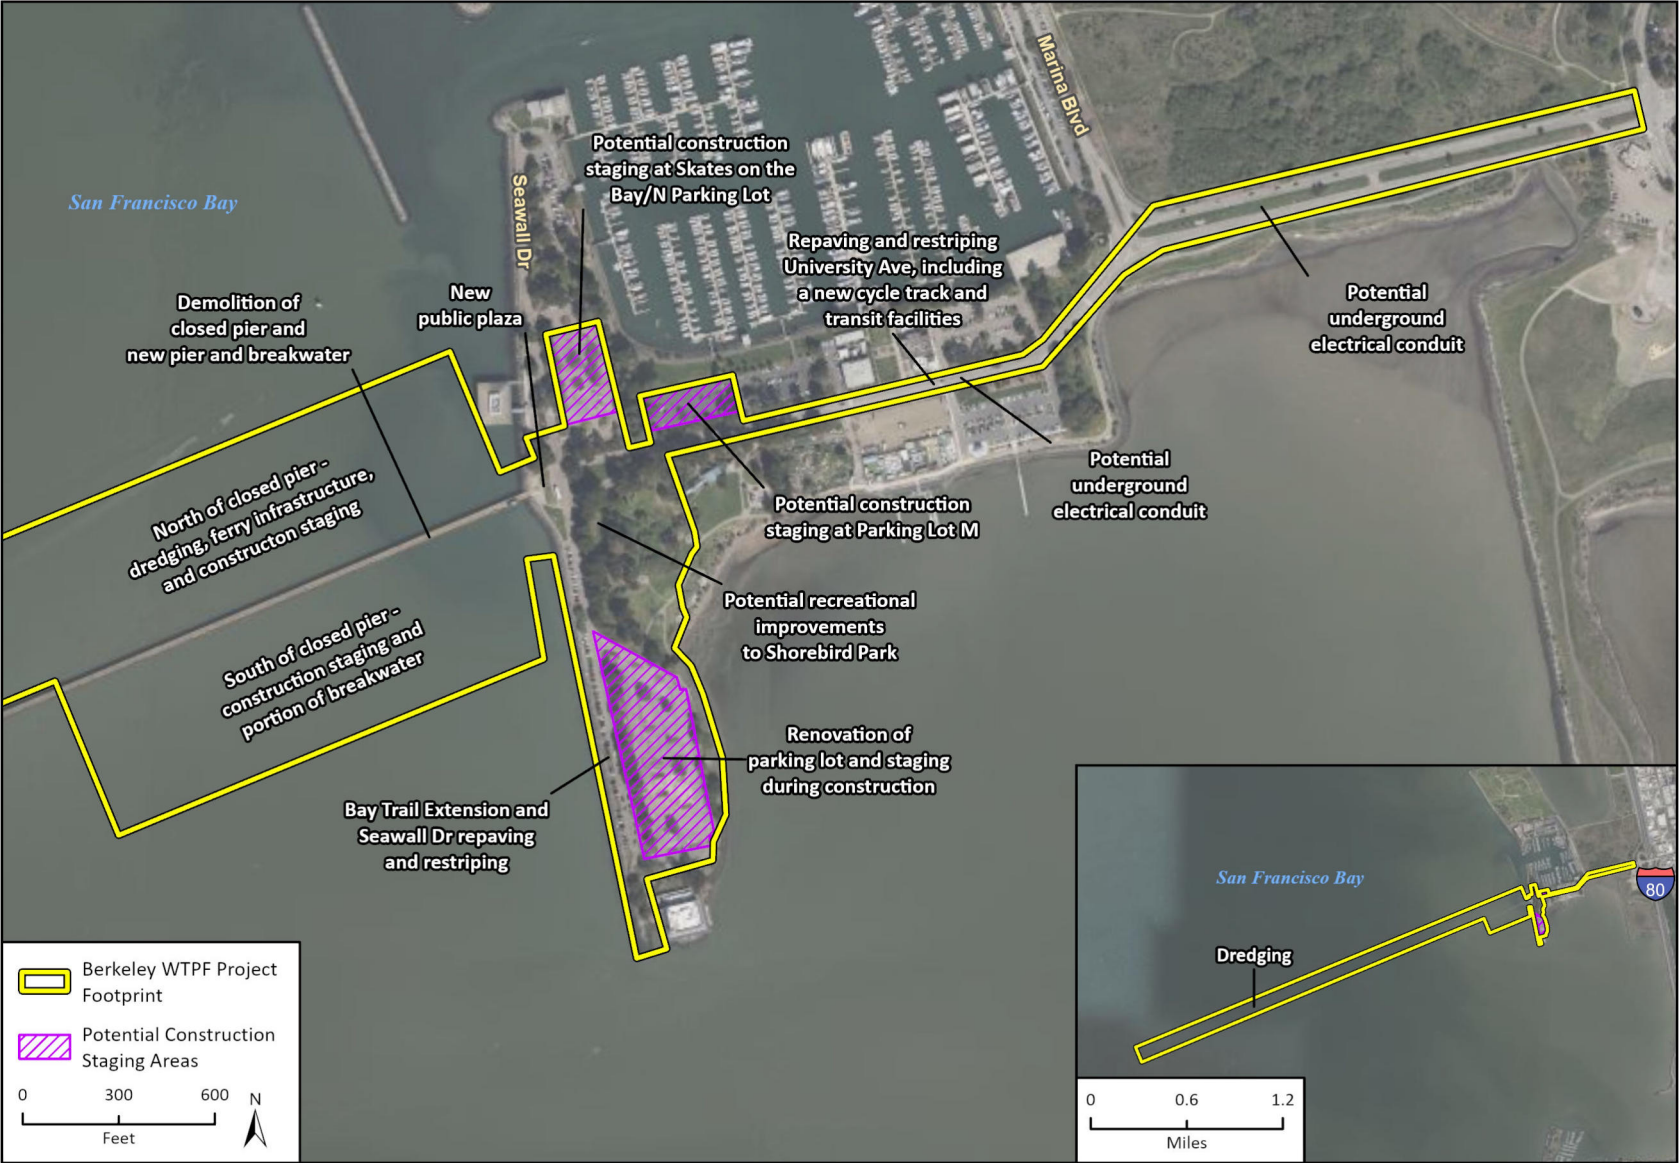 Marina Blvd
Seawall Dr
San Francisco Bay
Potential construction
staging at Skates on the
Bay/N Parking Lot
Repaving and restriping
University Ave, including
a new cycle track and
transit facilities
New
public plaza
Demolition of
closed pier and
new pier and breakwater
Potential
underground
electrical conduit
North of closed pier -
dredging, ferry infrastructure,
and constructon staging
Potential
underground
electrical conduit
Potential construction
staging at Parking Lot M
Potential recreational
improvements
to Shorebird Park
South of closed pier -
construction staging and
portion of breakwater
Renovation of
parking lot and staging
during construction
Bay Trail Extension and
Seawall Dr repaving
and restriping
San Francisco Bay
80
Dredging
0 0.6 1.2
Miles
Berkeley WTPF Project
Footprint
Potential Construction
Staging Areas
0 300 600
Feet
N